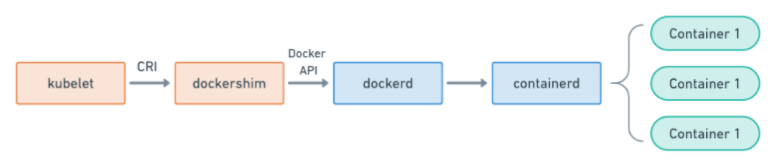 kubelet
CRI
dockershim
Docker
API
dockerd
containerd
Container 1
Container 1
Container 1